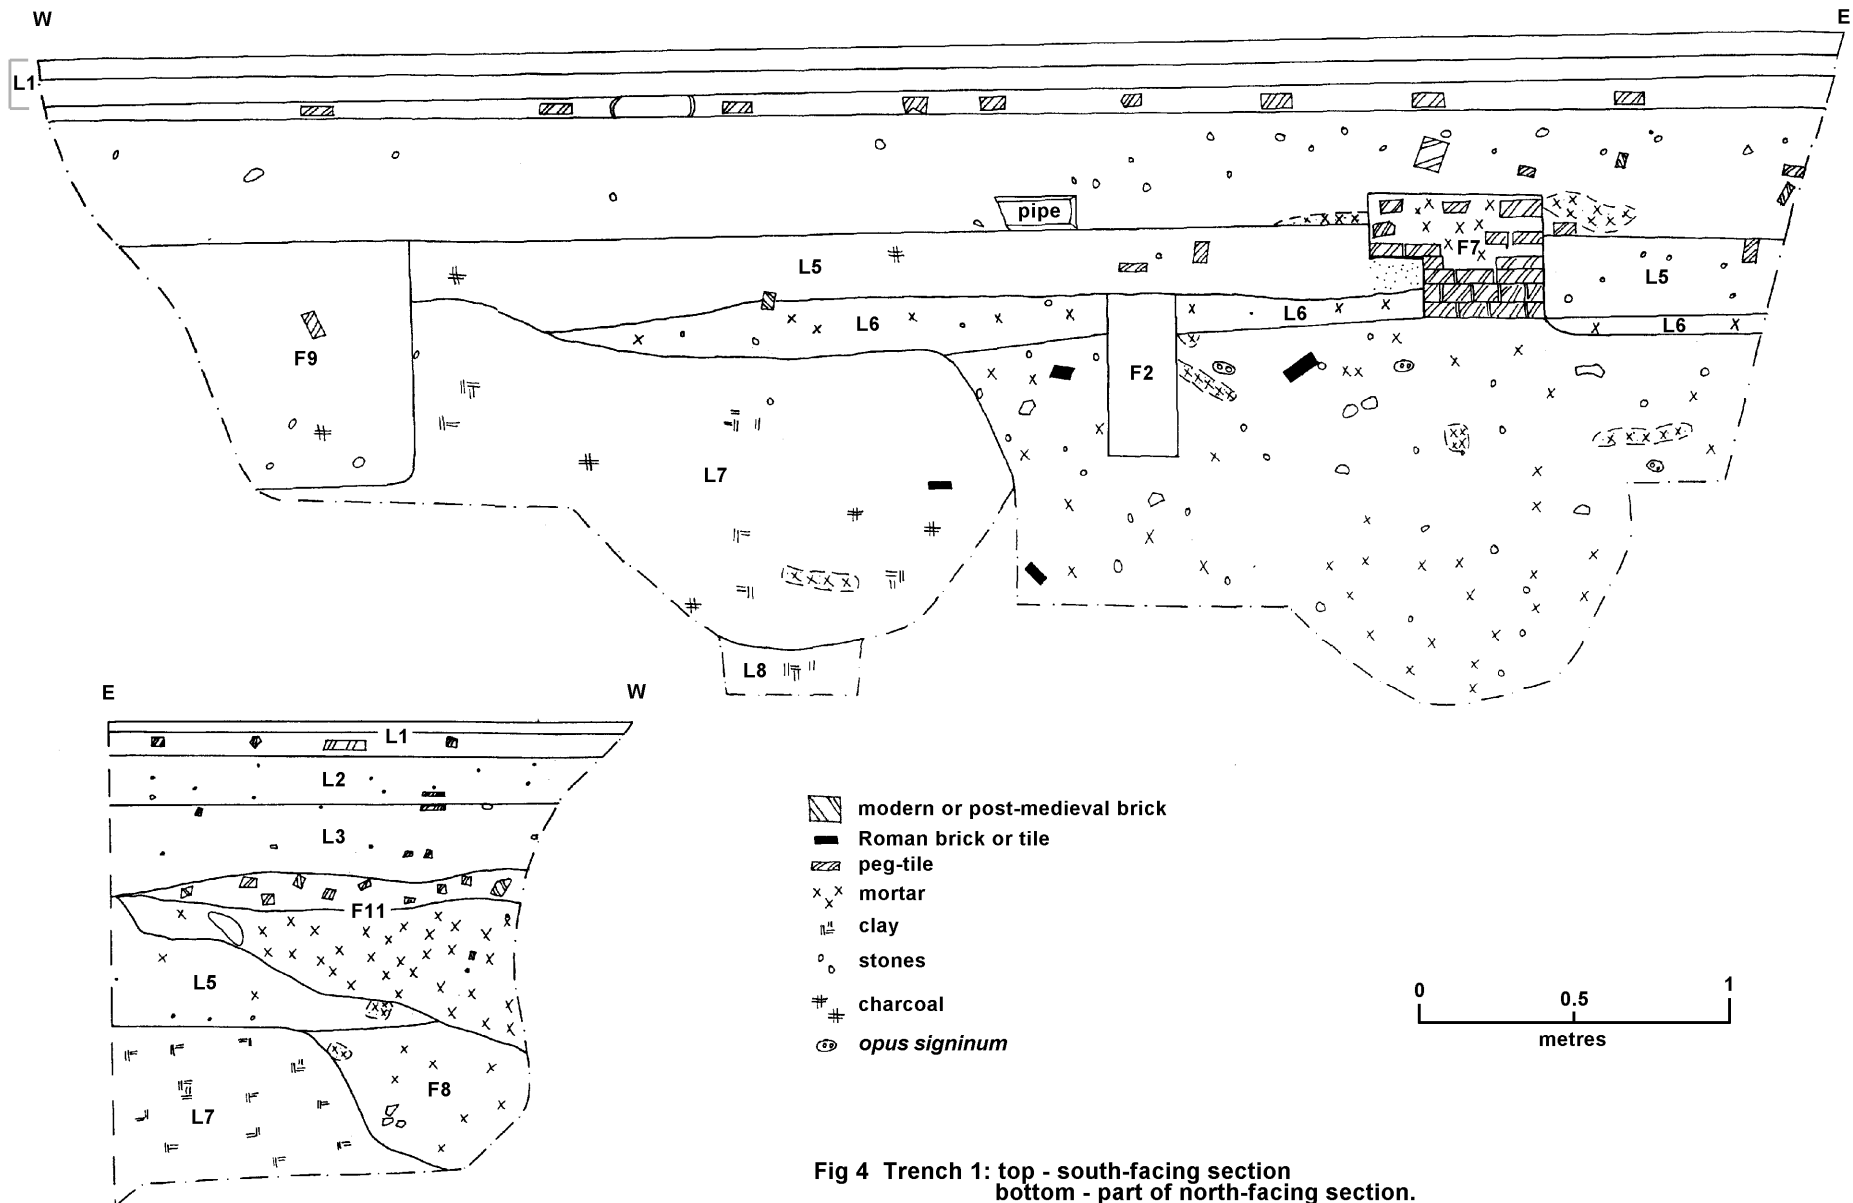 W
E
L1
pipe
L5
F7
L5
L6
L6
L6
F9
F2
L7
L8
E
W
L1
L2
L3
F11
L5
F8
L7
modern or post-medieval brick
Roman brick or tile
peg-tile
mortar
clay
stones
charcoal
opus signinum
0
0.5
1
metres
Fig 4 Trench 1: top - south-facing section
bottom - part of north-facing section.